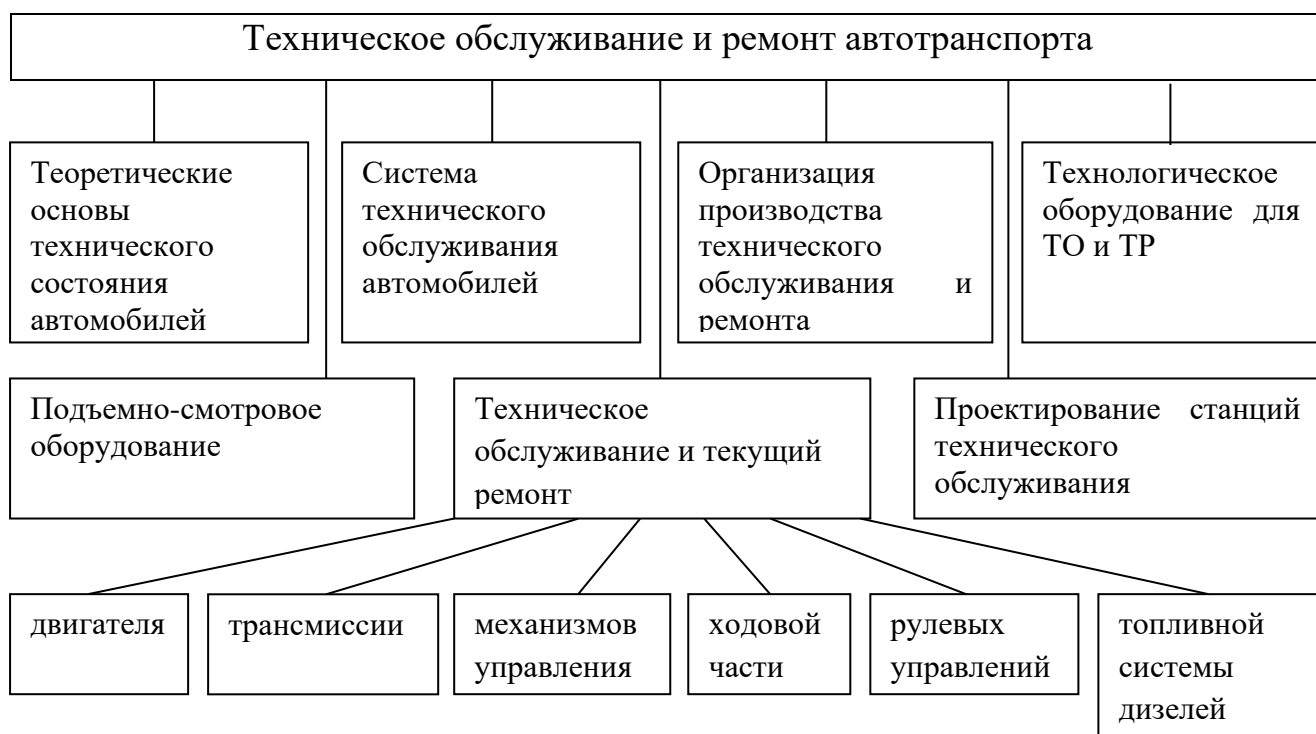 Техническое обслуживание и ремонт автотранспорта
Теоретические
основы
технического
состояния
автомобилей
Система
технического
обслуживания
автомобилей
Организация
производства
технического
обслуживания и
ремонта
Технологическое
оборудование для
ТО и ТР
Подъемно-смотровое
оборудование
Техническое
обслуживание и текущий
ремонт
Проектирование станций
технического
обслуживания
двигателя
трансмиссии
механизмов
управления
ходовой
части
рулевых
управлений
топливной
системы
дизелей